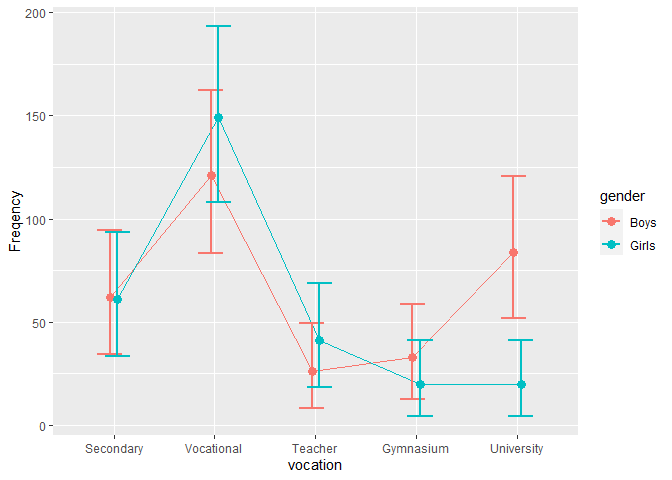 200
150
100
50
0
Freqency
Secondary
Vocational
Teacher
Gymnasium
University
vocation
gender
Boys
Girls